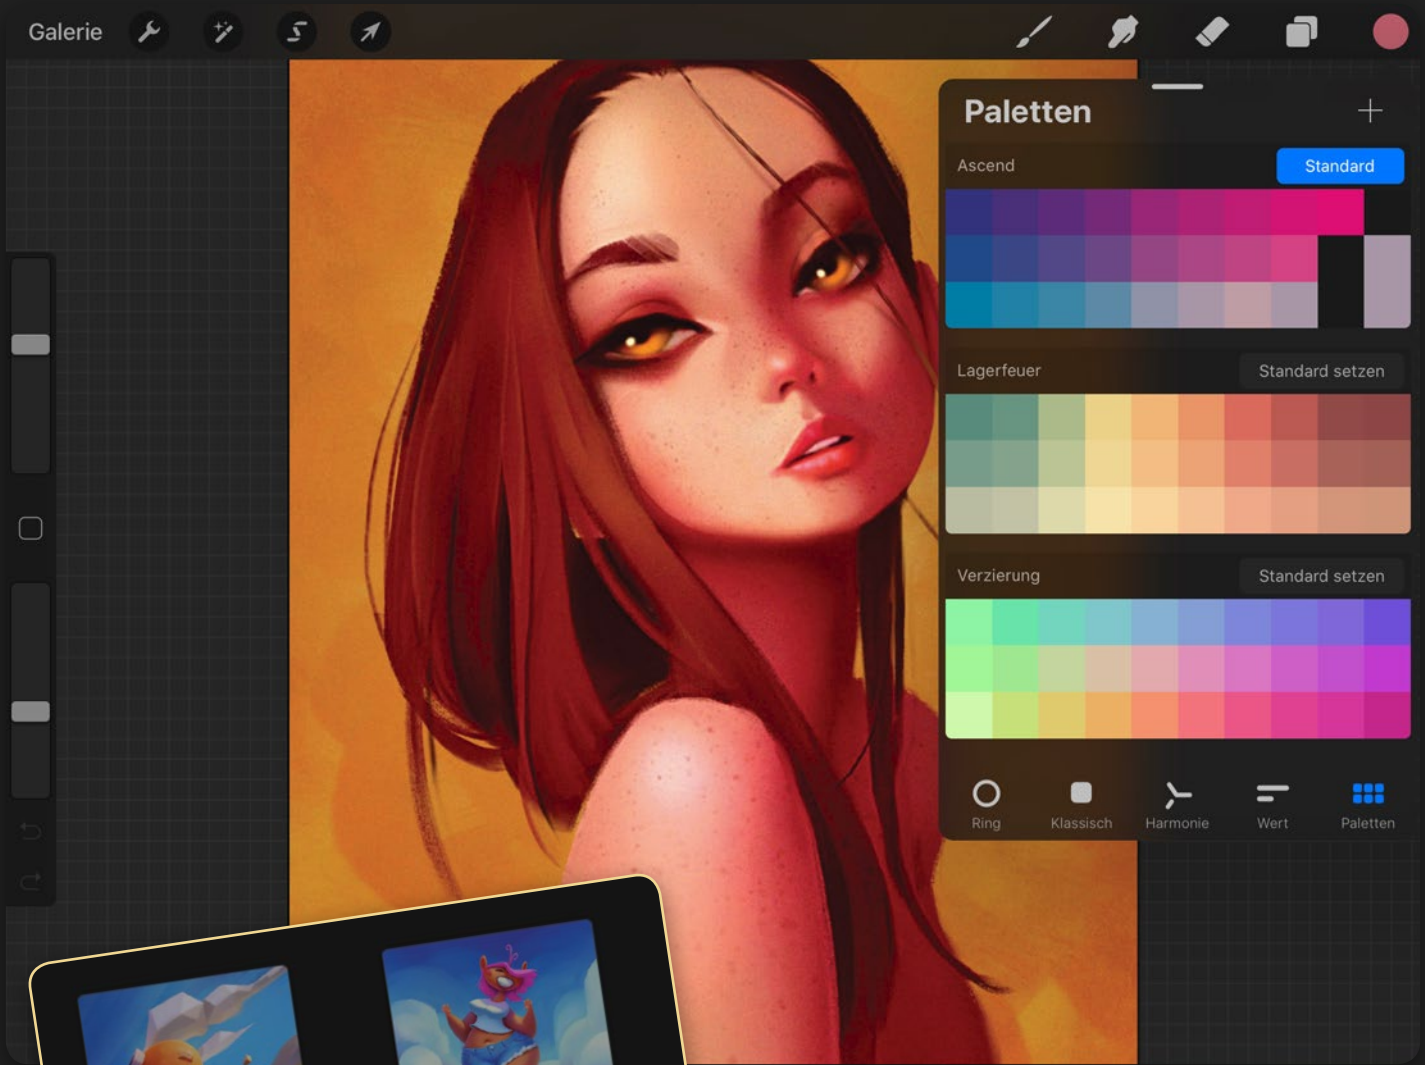 Galerie
Paletten
Ascend
Standard
Lagerfeuer
Standard setzen
Verzierung
Standard setzen
Ring
Klassisch
Harmonie
Wert
Paletten